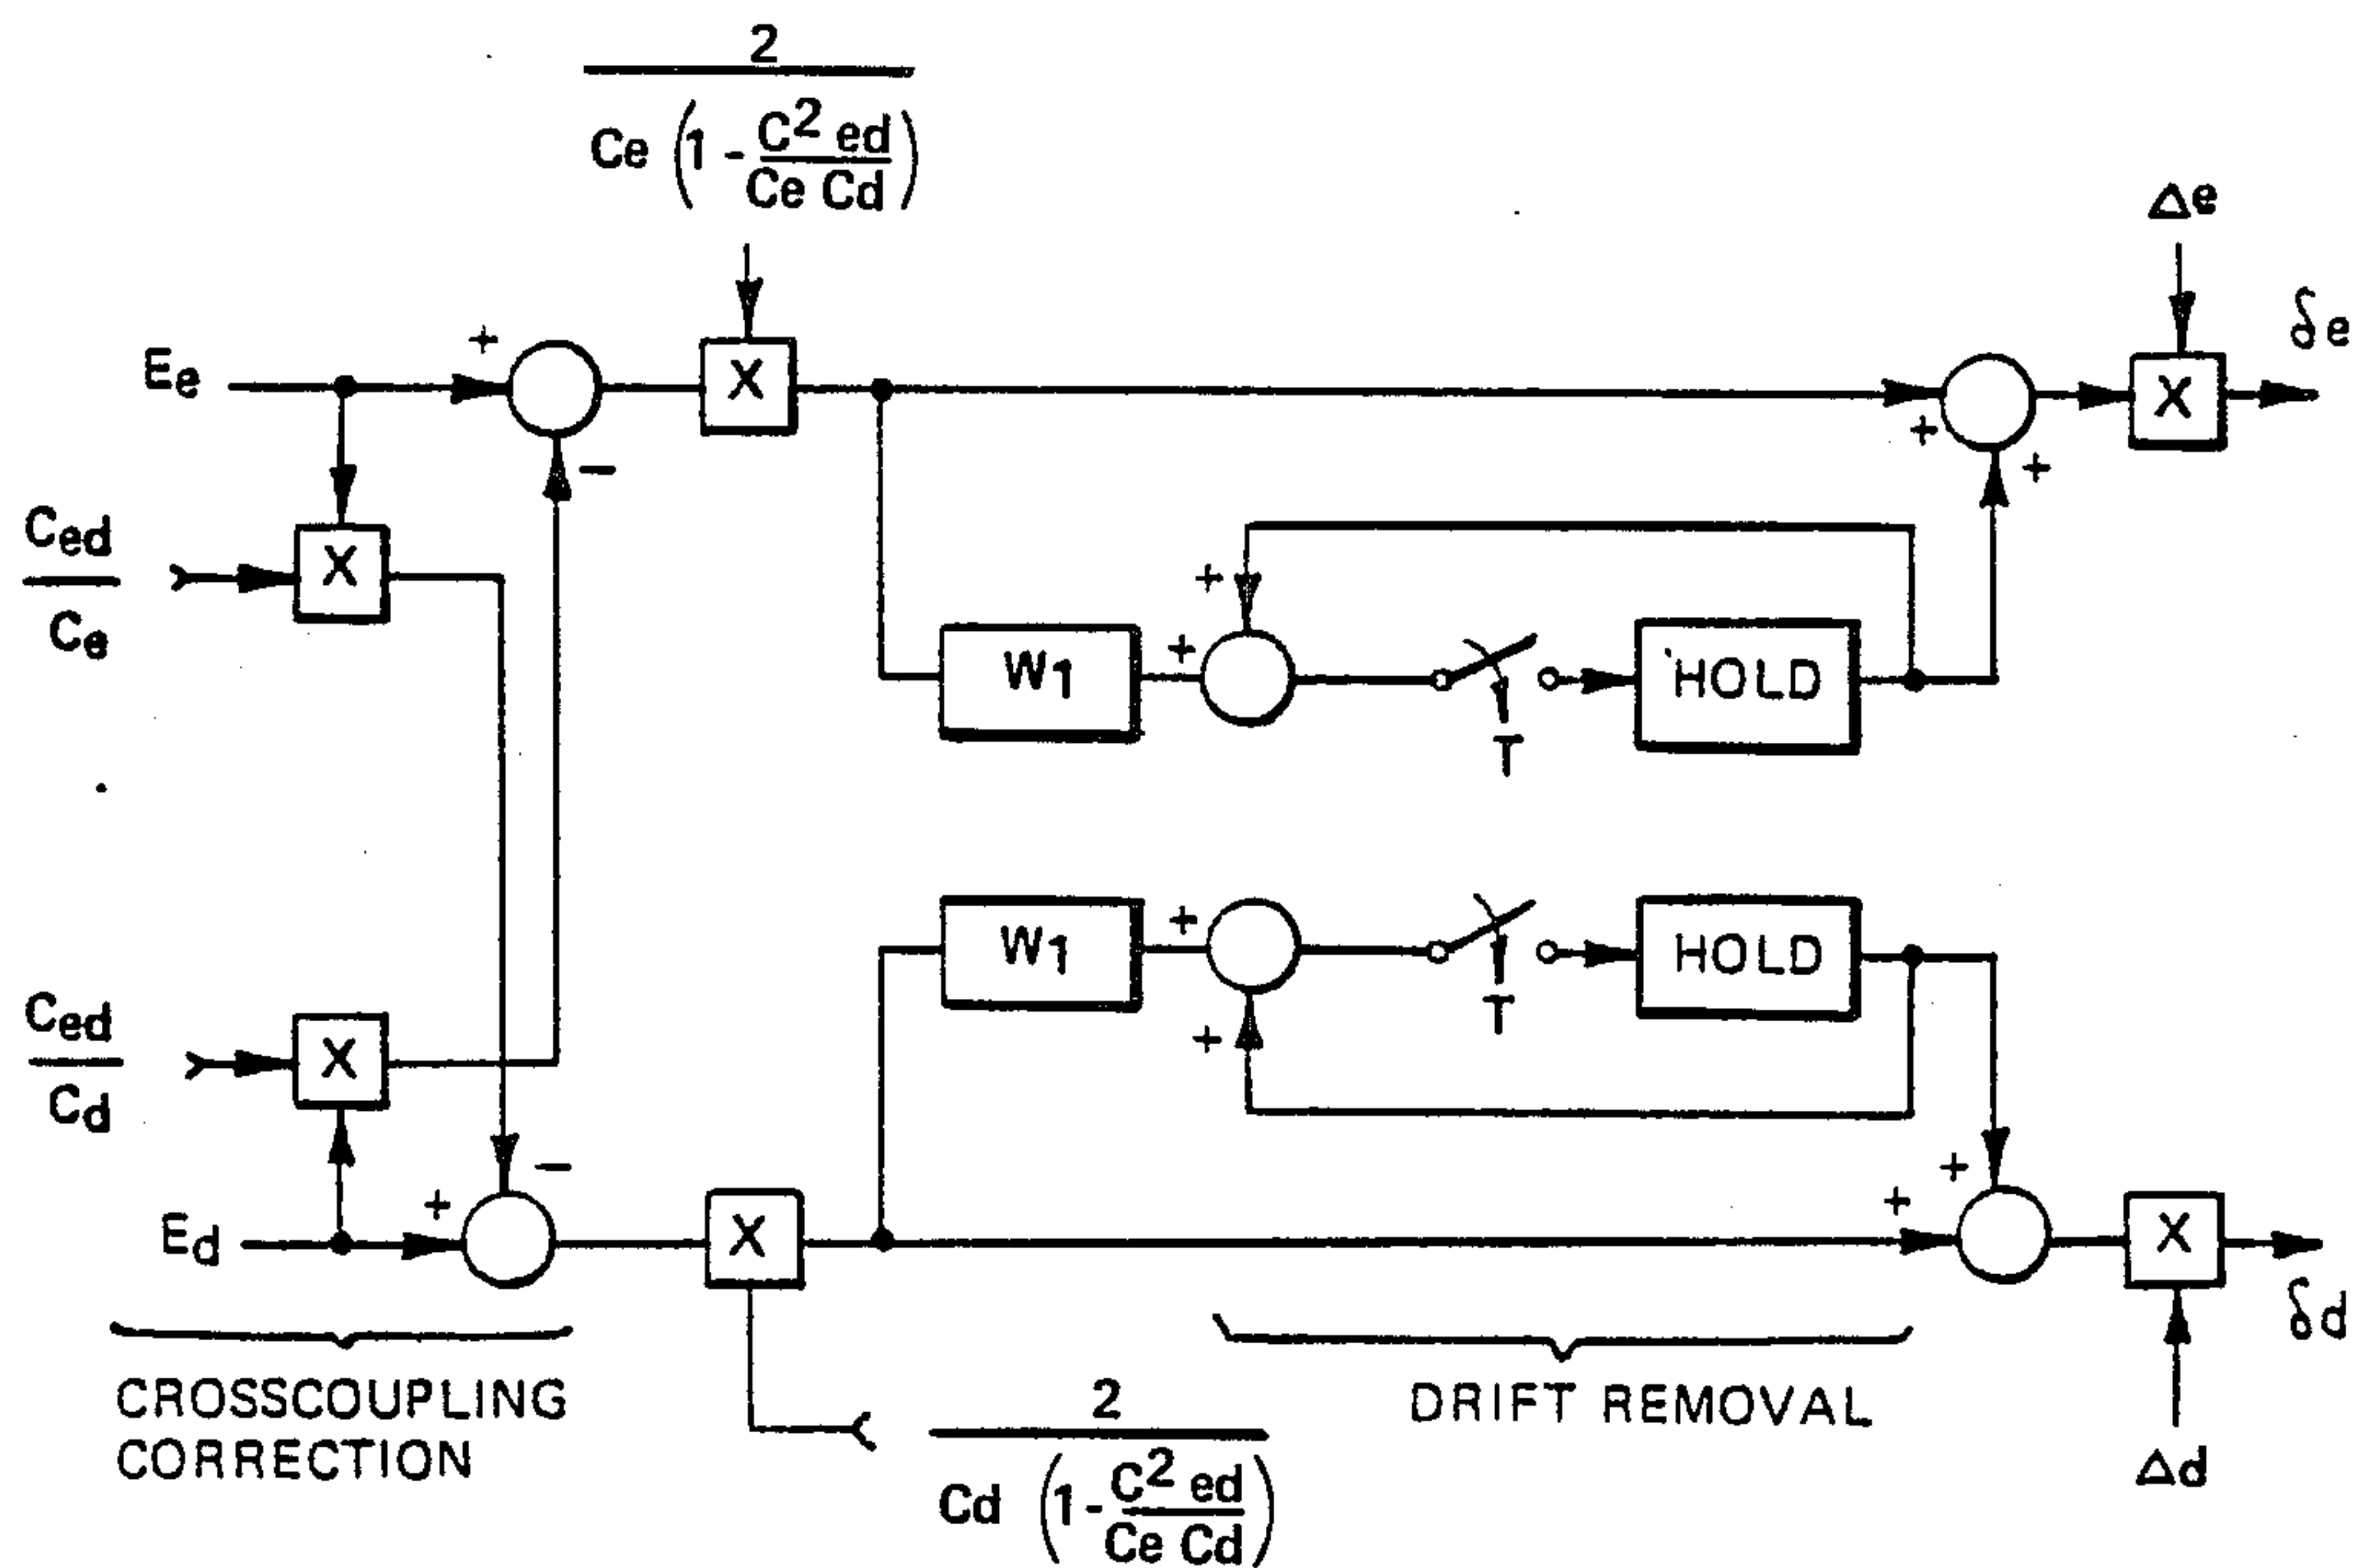 2
Ce (1 - C² ed / Ce Cd)
Δe
δe
+
Ee
X
X
+
+
−
Ced
Ce
X
+
+
W1
HOLD
T
W1
+
HOLD
T
+
Ced
Cd
X
−
+
+
+
Ed
X
X
δd
CROSSCOUPLING
CORRECTION
DRIFT REMOVAL
2
Cd (1 - C² ed / Ce Cd)
Δd